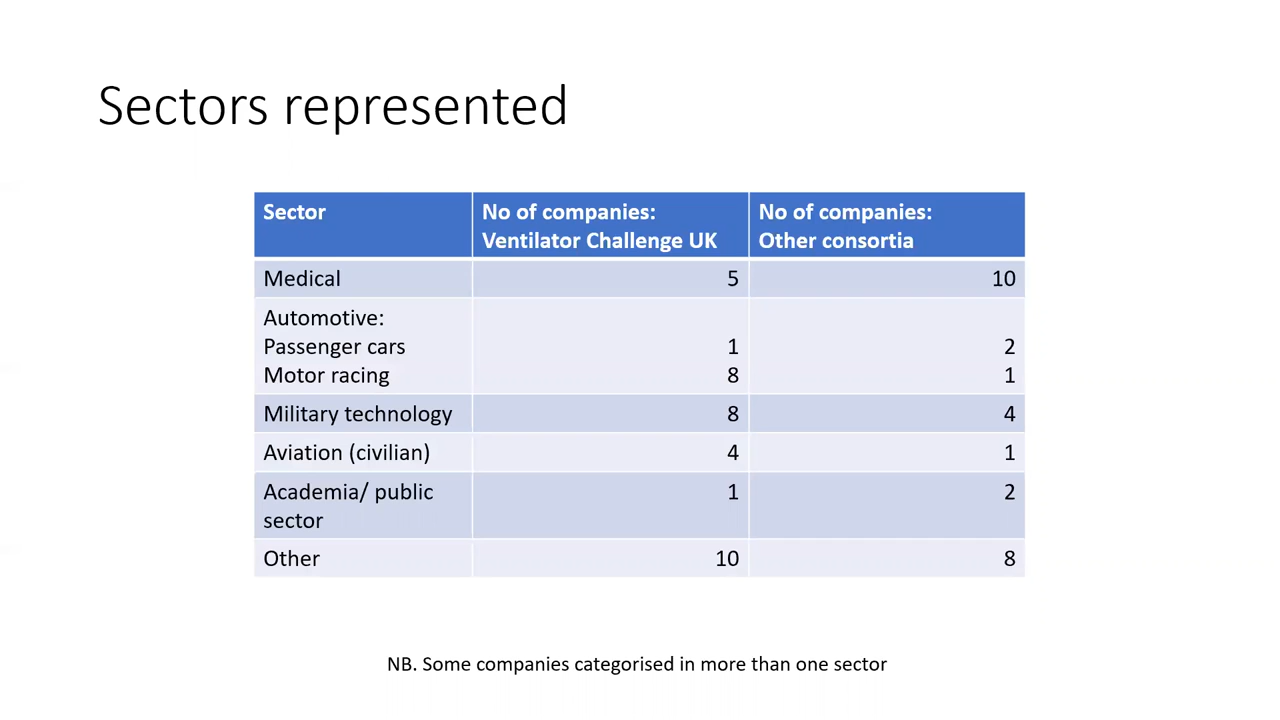 Sectors represented
Sector
No of companies:
Ventilator Challenge UK
No of companies:
Other consortia
Medical 5 10
Automotive:
Passenger cars 1 2
Motor racing 8 1
Military technology 8 4
Aviation (civilian) 4 1
Academia/ public 1 2
sector
Other 10 8
NB. Some companies categorised in more than one sector